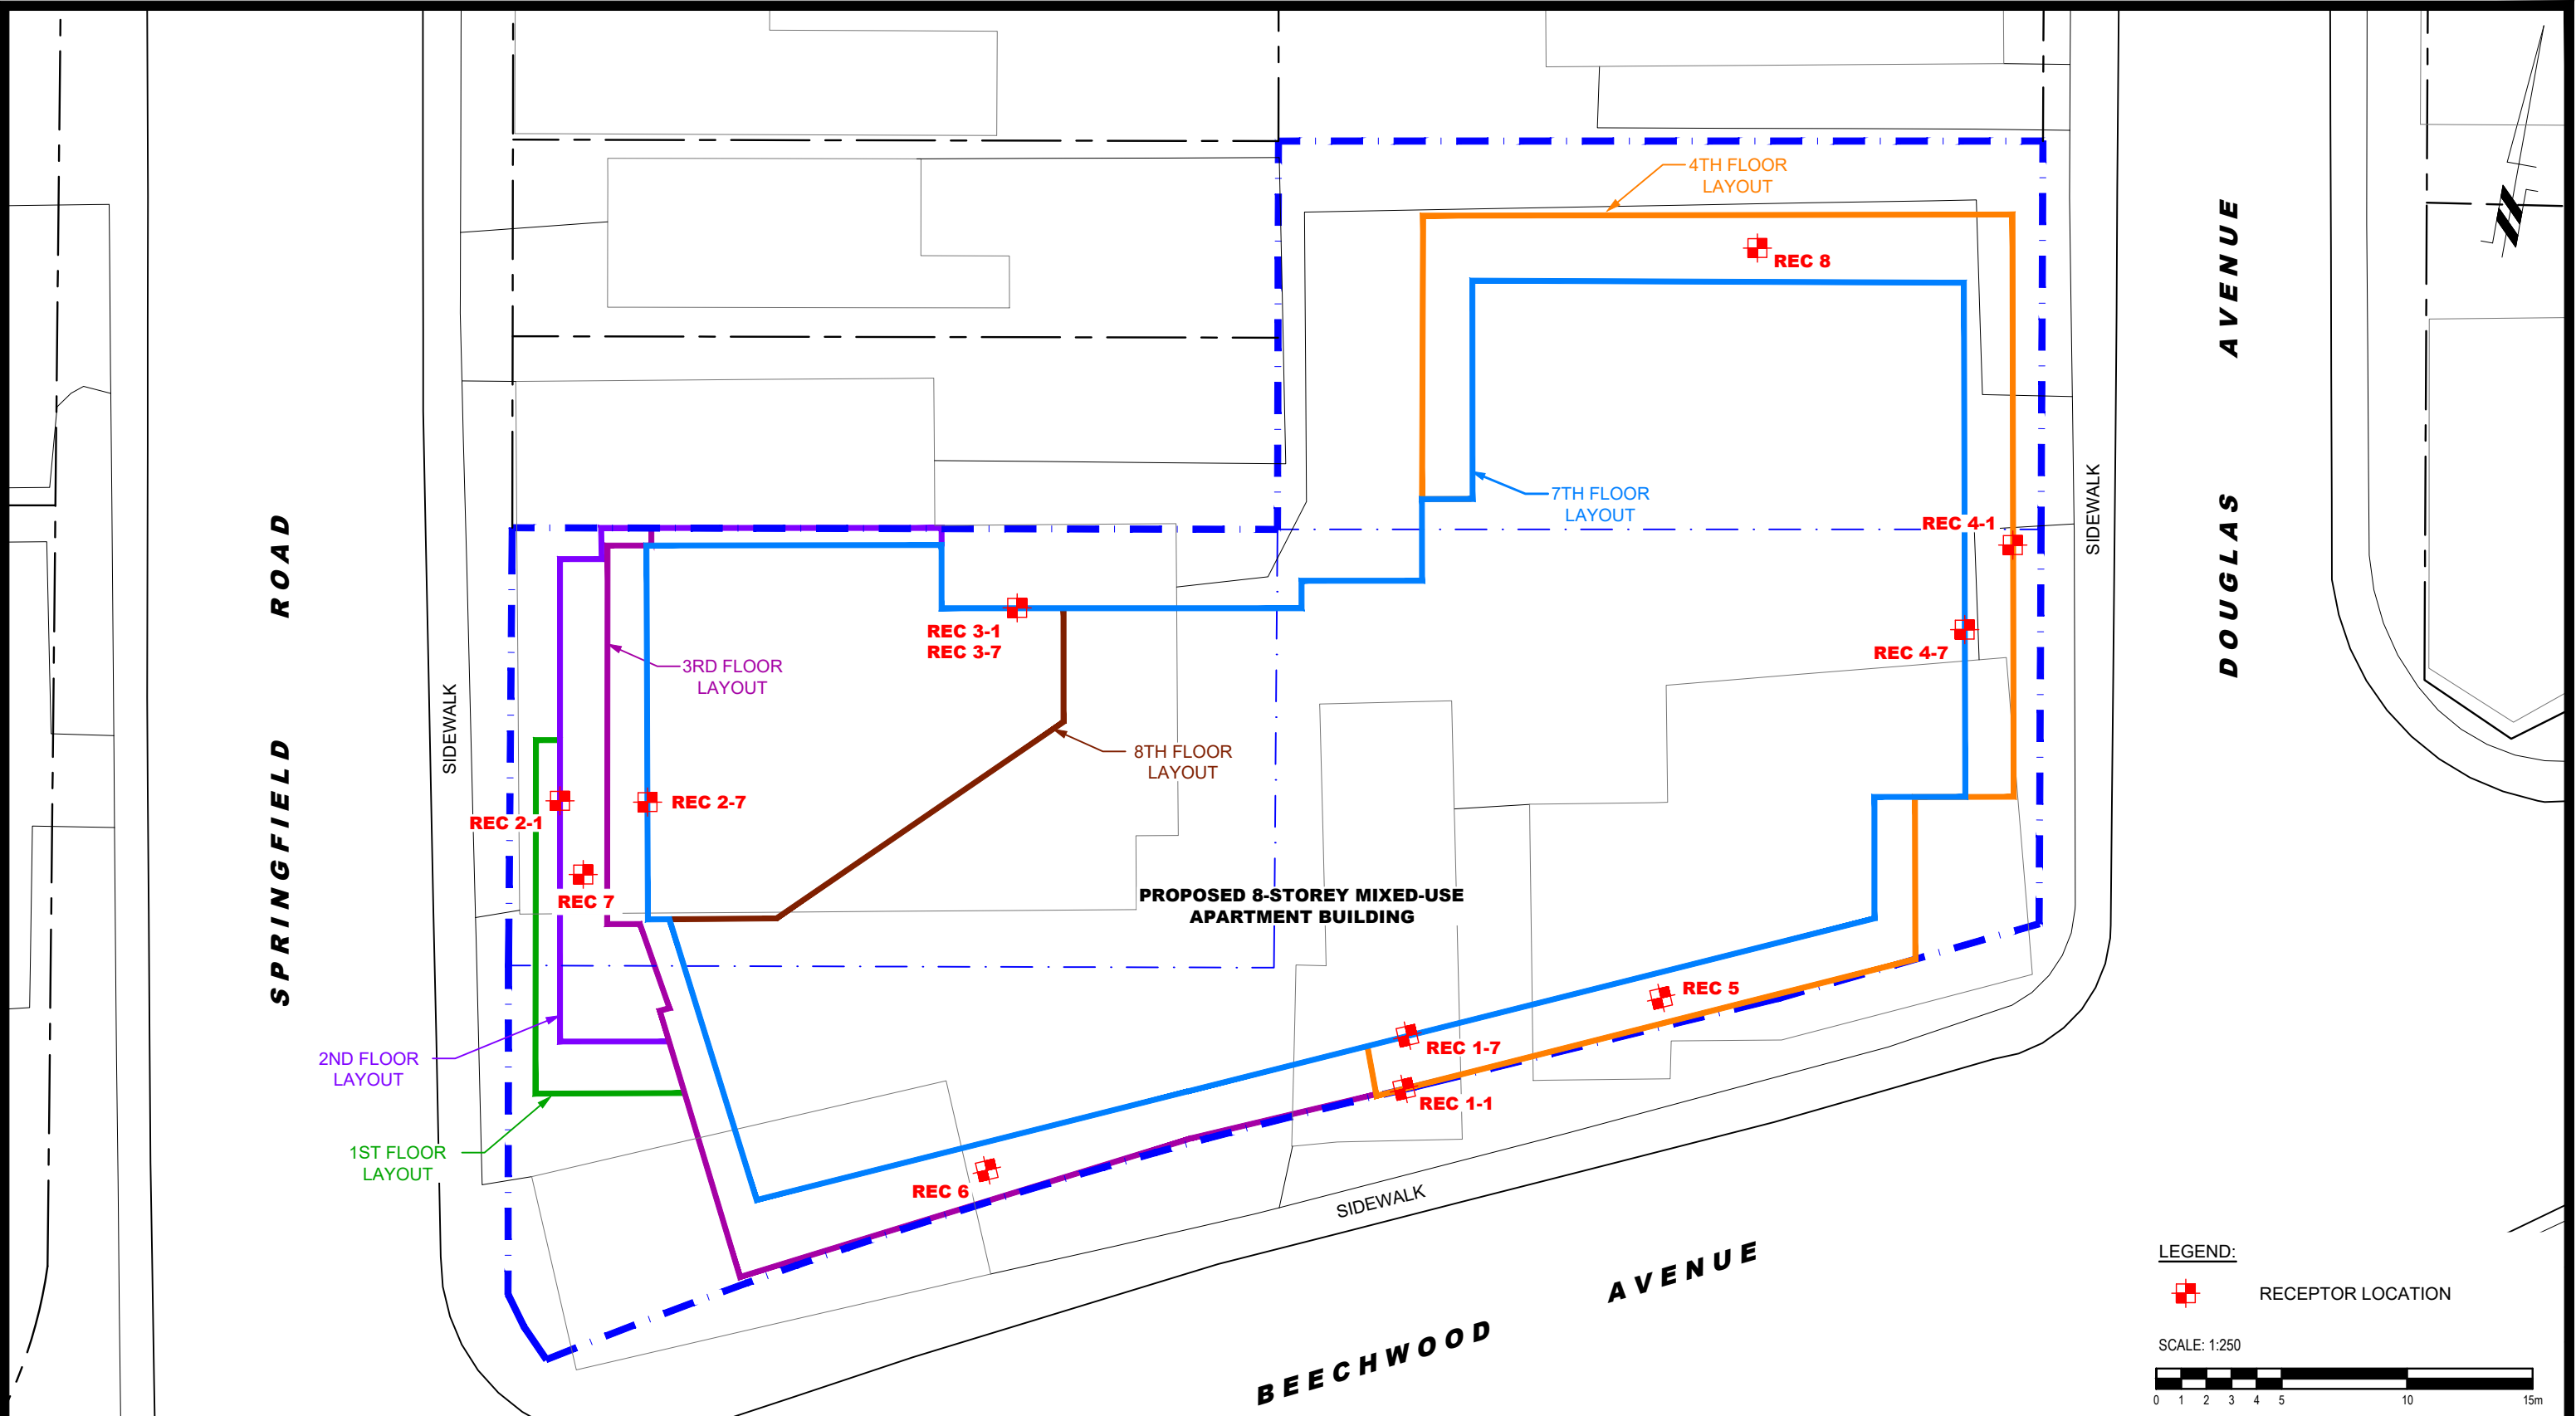 4TH FLOOR
LAYOUT
REC 8
AVENUE
DOUGLAS
SIDEWALK
7TH FLOOR
LAYOUT
REC 4-1
REC 4-7
ROAD
SPRINGFIELD
SIDEWALK
REC 3-1
REC 3-7
3RD FLOOR
LAYOUT
8TH FLOOR
LAYOUT
REC 2-7
REC 2-1
REC 7
PROPOSED 8-STOREY MIXED-USE
APARTMENT BUILDING
REC 5
REC 1-7
REC 1-1
2ND FLOOR
LAYOUT
1ST FLOOR
LAYOUT
REC 6
SIDEWALK
BEECHWOOD AVENUE
LEGEND:
RECEPTOR LOCATION
SCALE: 1:250
0 1 2 3 4 5 10 15m